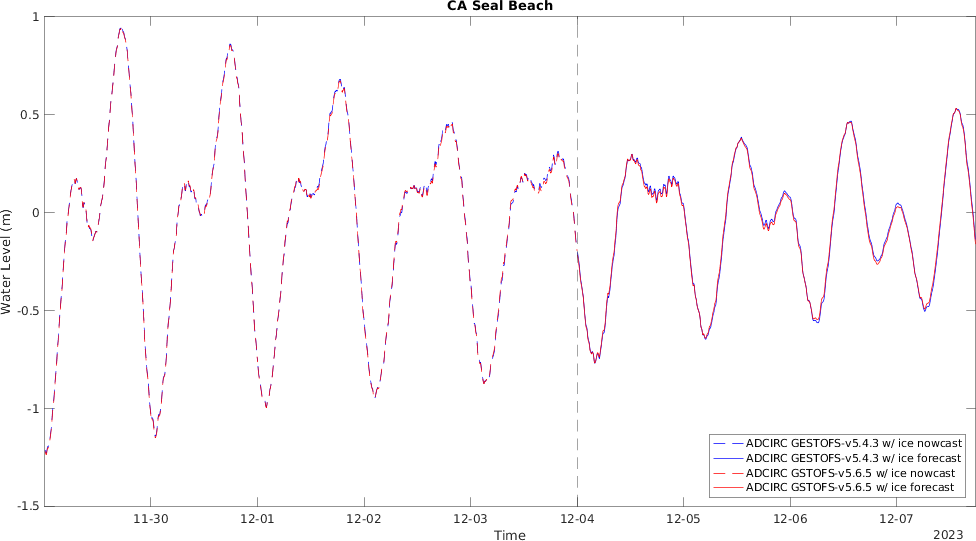 CA Seal Beach
1
0.5
0
-0.5
-1
-1.5
Water Level (m)
11-30
12-01
12-02
12-03
12-04
12-05
12-06
12-07
Time
2023
ADCIRC GESTOFS-v5.4.3 w/ ice nowcast
ADCIRC GESTOFS-v5.4.3 w/ ice forecast
ADCIRC GSTOFS-v5.6.5 w/ ice nowcast
ADCIRC GSTOFS-v5.6.5 w/ ice forecast